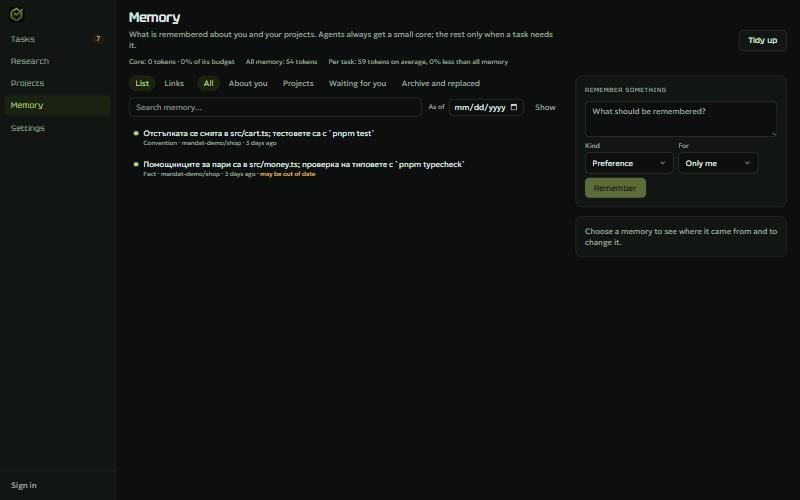 Memory
What is remembered about you and your projects. Agents always get a small core; the rest only when a task needs
it.
Tidy up
Core: 0 tokens · 0% of its budget All memory: 54 tokens Per task: 59 tokens on average, 0% less than all memory
Tasks 7
Research
Projects
Memory
Settings
Sign in
List Links All About you Projects Waiting for you Archive and replaced
Search memory... As of mm/dd/yyyy Show
Отстъпката се смята в src/cart.ts; тестовете са с `pnpm test`
Convention · mandat-demo/shop · 3 days ago
Помощниците за пари са в src/money.ts; проверка на типовете с `pnpm typecheck`
Fact · mandat-demo/shop · 3 days ago · may be out of date
REMEMBER SOMETHING
What should be remembered?
Kind For
Preference Only me
Remember
Choose a memory to see where it came from and to
change it.